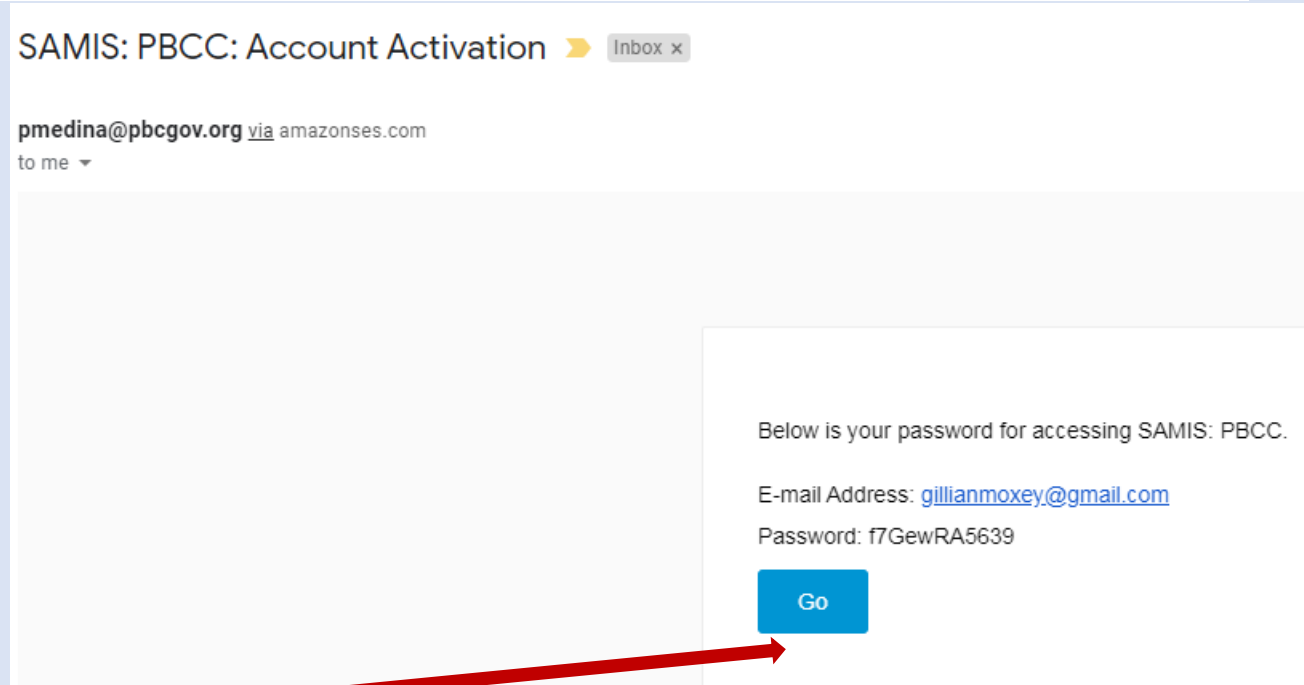 SAMIS: PBCC: Account Activation Inbox ×
pmedina@pbcgov.org via amazonses.com
to me
Below is your password for accessing SAMIS: PBCC.
E-mail Address: gillianmoxey@gmail.com
Password: f7GewRA5639
Go